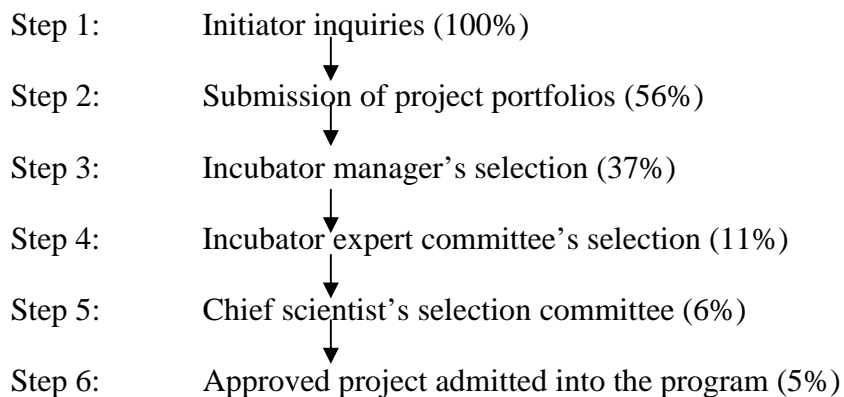 Step 1: Initiator inquiries (100%)
Step 2: Submission of project portfolios (56%)
Step 3: Incubator manager’s selection (37%)
Step 4: Incubator expert committee’s selection (11%)
Step 5: Chief scientist’s selection committee (6%)
Step 6: Approved project admitted into the program (5%)